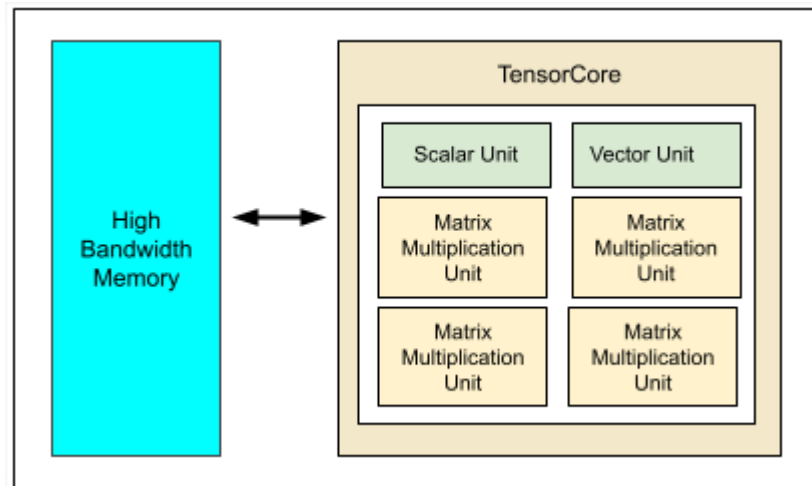 TensorCore
Scalar Unit
Vector Unit
High
Bandwidth
Memory
Matrix
Multiplication
Unit
Matrix
Multiplication
Unit
Matrix
Multiplication
Unit
Matrix
Multiplication
Unit